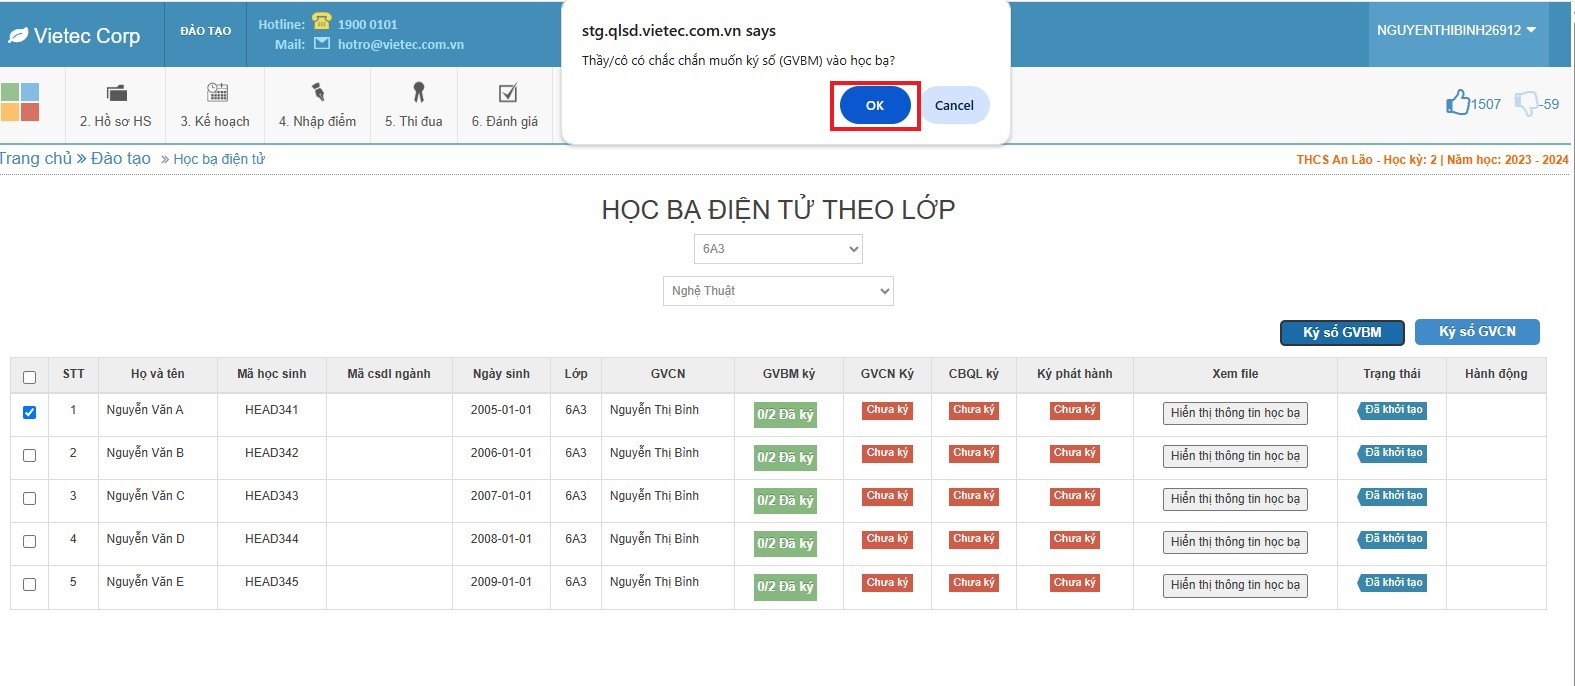 Vietec Corp
ĐÀO TẠO
Hotline: 1900 0101
Mail: hotro@vietec.com.vn
stg.qlsd.vietec.com.vn says
Thầy/cô có chắc chắn muốn ký số (GVBM) vào học bạ?
OK
Cancel
NGUYENTHIBINH26912
2. Hồ sơ HS
3. Kế hoạch
4. Nhập điểm
5. Thi đua
6. Đánh giá
1507
-59
Trang chủ » Đào tạo » Học bạ điện tử
THCS An Lão - Học kỳ: 2 | Năm học: 2023 - 2024
HỌC BẠ ĐIỆN TỬ THEO LỚP
6A3
Nghệ Thuật
Ký số GVBM
Ký số GVCN
STT Họ và tên Mã học sinh Mã csdl ngành Ngày sinh Lớp GVCN GVBM ký GVCN Ký CBQL ký Ký phát hành Xem file Trạng thái Hành động
1 Nguyễn Văn A HEAD341 2005-01-01 6A3 Nguyễn Thị Bình 0/2 Đã ký Chưa ký Chưa ký Chưa ký Hiển thị thông tin học bạ Đã khởi tạo
2 Nguyễn Văn B HEAD342 2006-01-01 6A3 Nguyễn Thị Bình 0/2 Đã ký Chưa ký Chưa ký Chưa ký Hiển thị thông tin học bạ Đã khởi tạo
3 Nguyễn Văn C HEAD343 2007-01-01 6A3 Nguyễn Thị Bình 0/2 Đã ký Chưa ký Chưa ký Chưa ký Hiển thị thông tin học bạ Đã khởi tạo
4 Nguyễn Văn D HEAD344 2008-01-01 6A3 Nguyễn Thị Bình 0/2 Đã ký Chưa ký Chưa ký Chưa ký Hiển thị thông tin học bạ Đã khởi tạo
5 Nguyễn Văn E HEAD345 2009-01-01 6A3 Nguyễn Thị Bình 0/2 Đã ký Chưa ký Chưa ký Chưa ký Hiển thị thông tin học bạ Đã khởi tạo